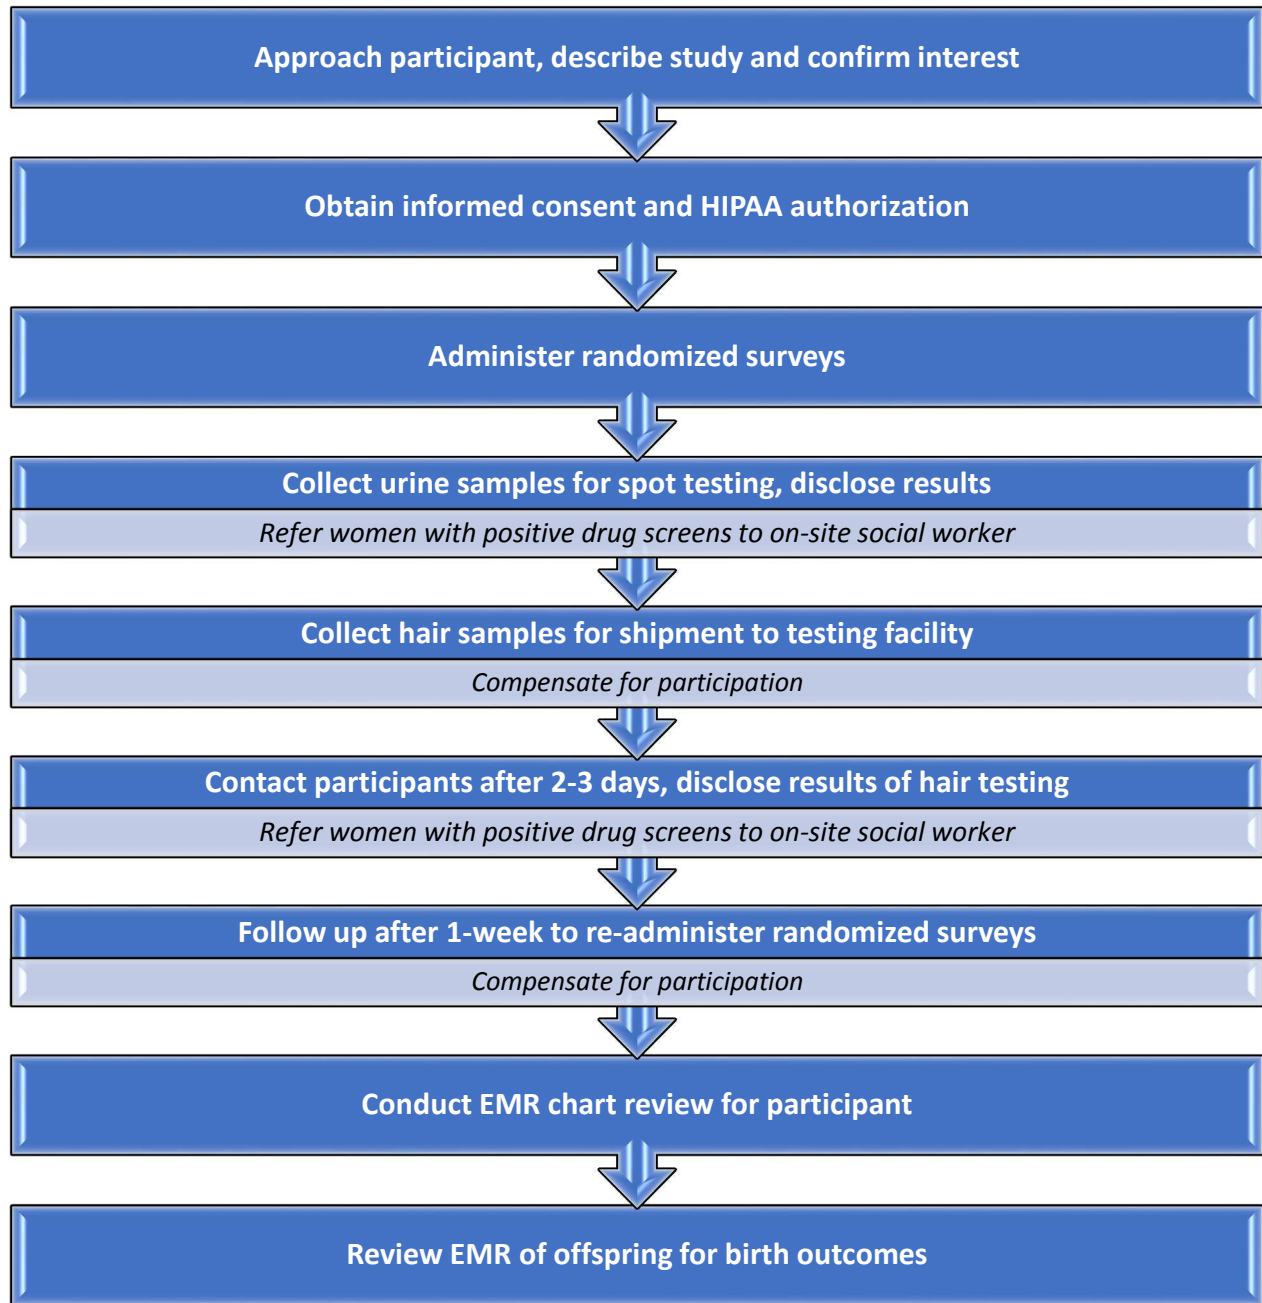 Approach participant, describe study and confirm interest
Obtain informed consent and HIPAA authorization
Administer randomized surveys
Collect urine samples for spot testing, disclose results
Refer women with positive drug screens to on-site social worker
Collect hair samples for shipment to testing facility
Compensate for participation
Contact participants after 2-3 days, disclose results of hair testing
Refer women with positive drug screens to on-site social worker
Follow up after 1-week to re-administer randomized surveys
Compensate for participation
Conduct EMR chart review for participant
Review EMR of offspring for birth outcomes